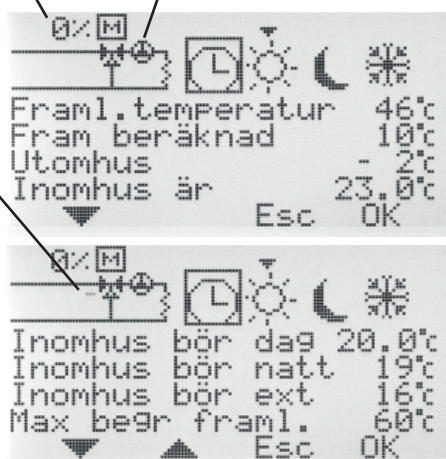 0% M
Framl.temperatur 46°c
Fram beräknad 10°c
Utomhus - 2°c
Inomhus är 23.0°c
Esc OK
0% M
Inomhus bör dag 20.0°c
Inomhus bör natt 19°c
Inomhus bör ext 16°c
Max begr framl. 60°c
Esc OK